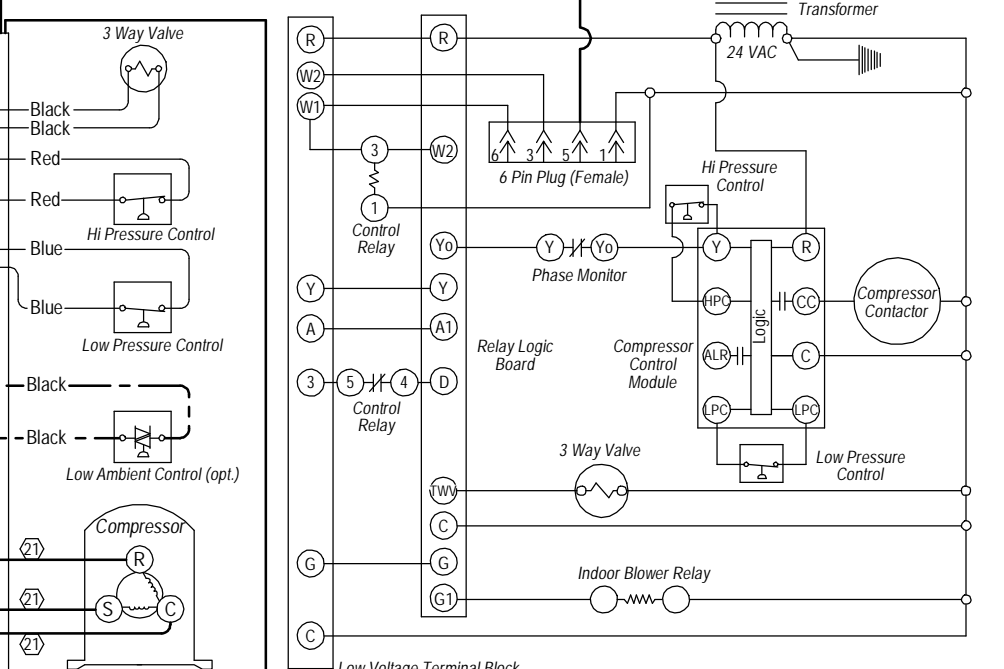 3 Way Valve
Black
Black
Red
Red
Hi Pressure Control
Blue
Blue
Low Pressure Control
Black
Black
Low Ambient Control (opt.)
Compressor
21
R
21
S
C
21
R
W2
W1
3
1
Control
Relay
Y
A
3
5
4
Control
Relay
G
C
Low Voltage Terminal Block
R
W2
Yo
Y
A1
D
TWV
C
G
G1
Relay Logic
Board
6
3
5
1
6 Pin Plug (Female)
Transformer
24 VAC
Hi Pressure
Control
Y
Yo
Phase Monitor
Compressor
Control
Module
Y
R
HPC
CC
ALR
C
LPC
LPC
Logic
Compressor
Contactor
Low Pressure
Control
3 Way Valve
Indoor Blower Relay